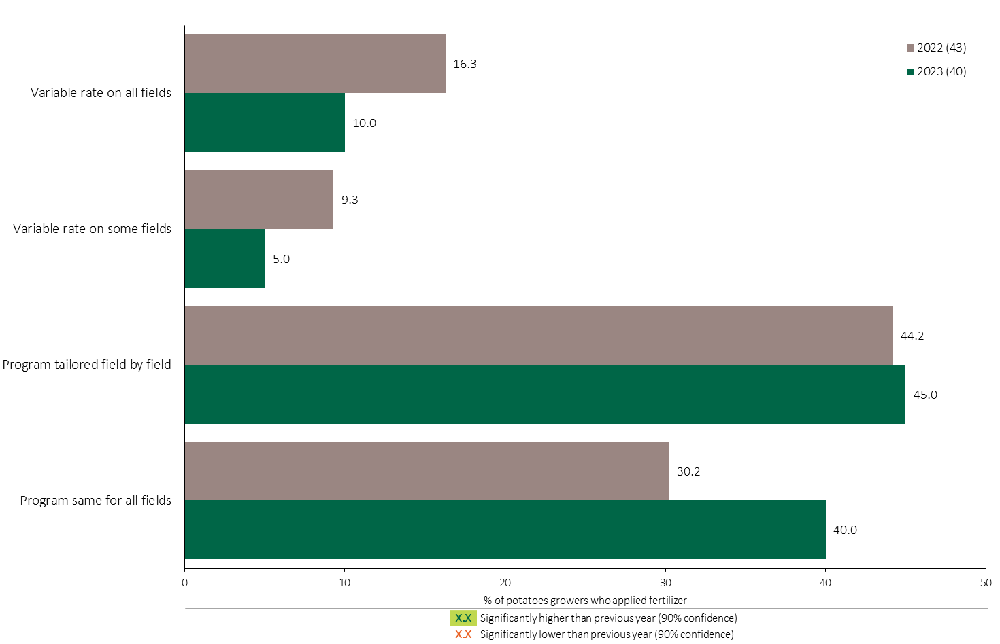 2022 (43)
2023 (40)
Variable rate on all fields
16.3
10.0
Variable rate on some fields
9.3
5.0
Program tailored field by field
44.2
45.0
Program same for all fields
30.2
40.0
0 10 20 30 40 50
% of potatoes growers who applied fertilizer
X.X Significantly higher than previous year (90% confidence)
X.X Significantly lower than previous year (90% confidence)